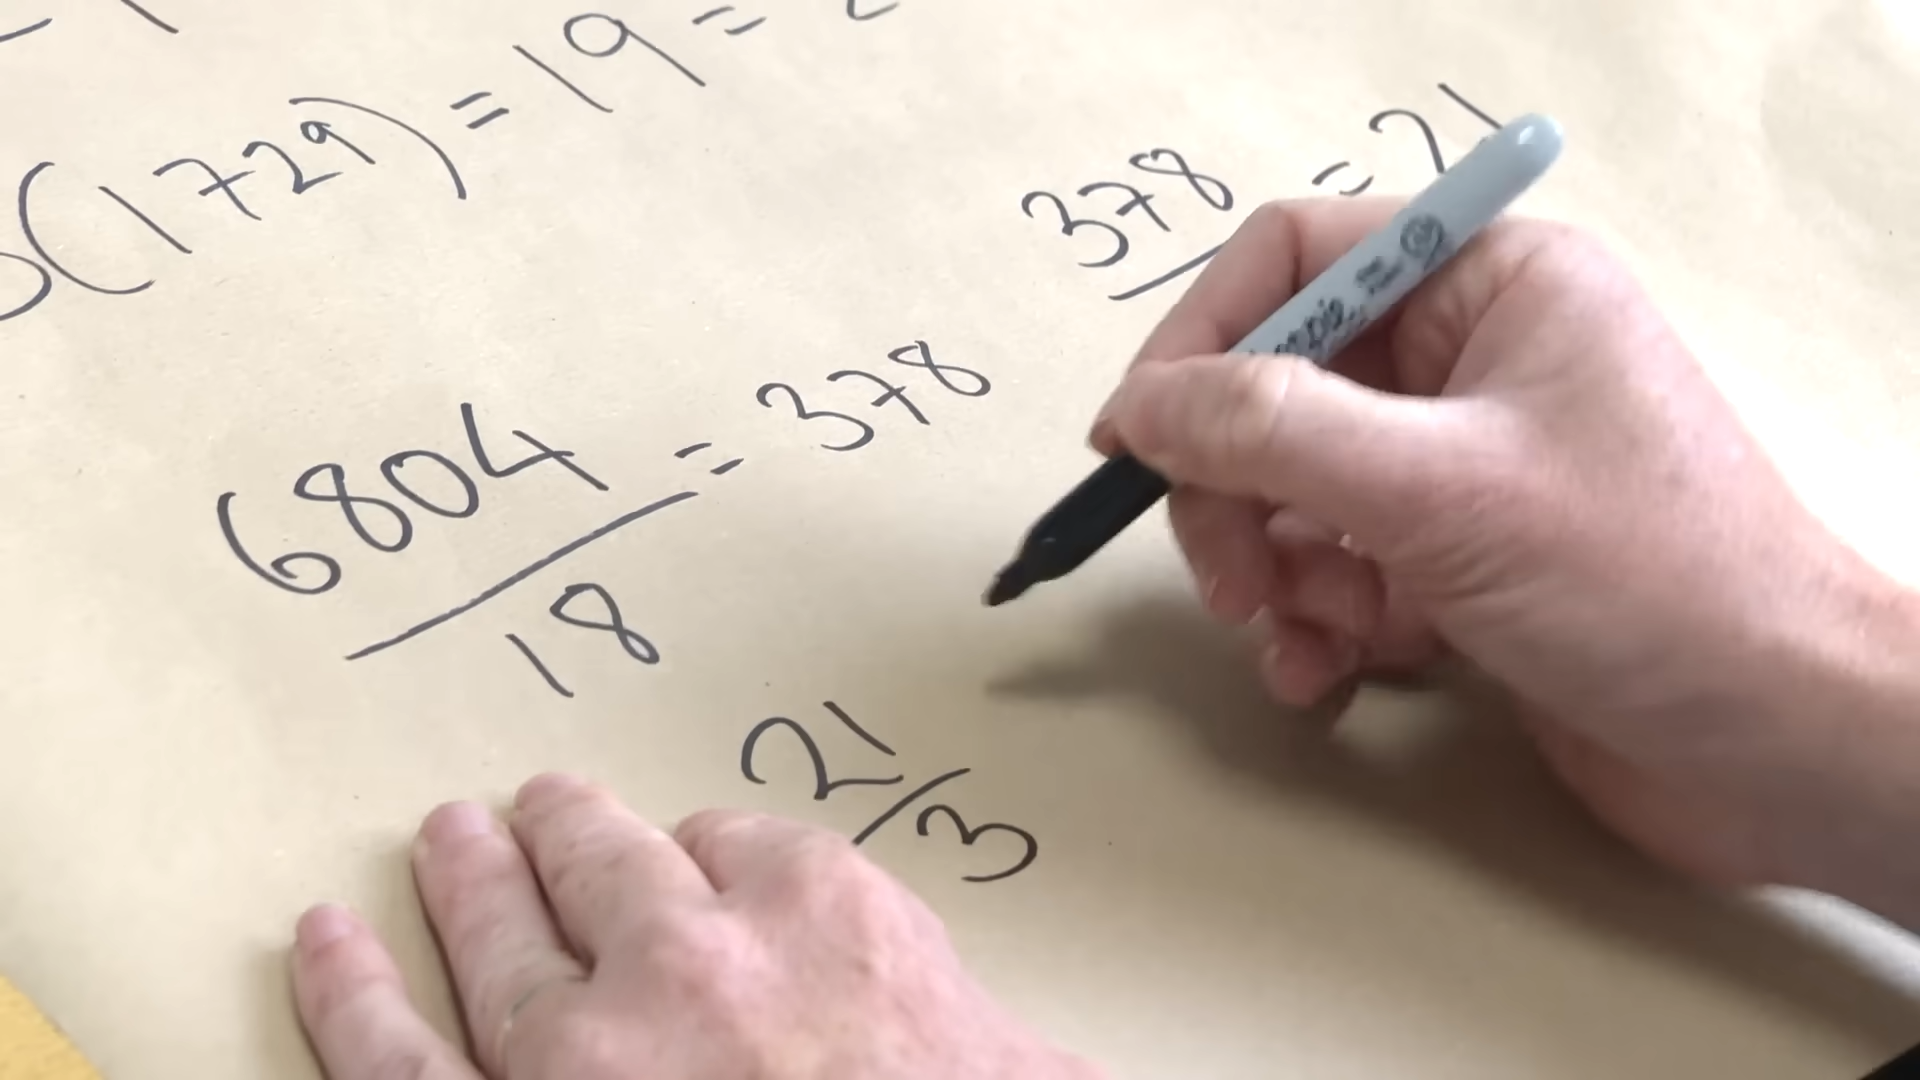 (1729) = 19 =
378 = 21
6804 = 378
18
21/3